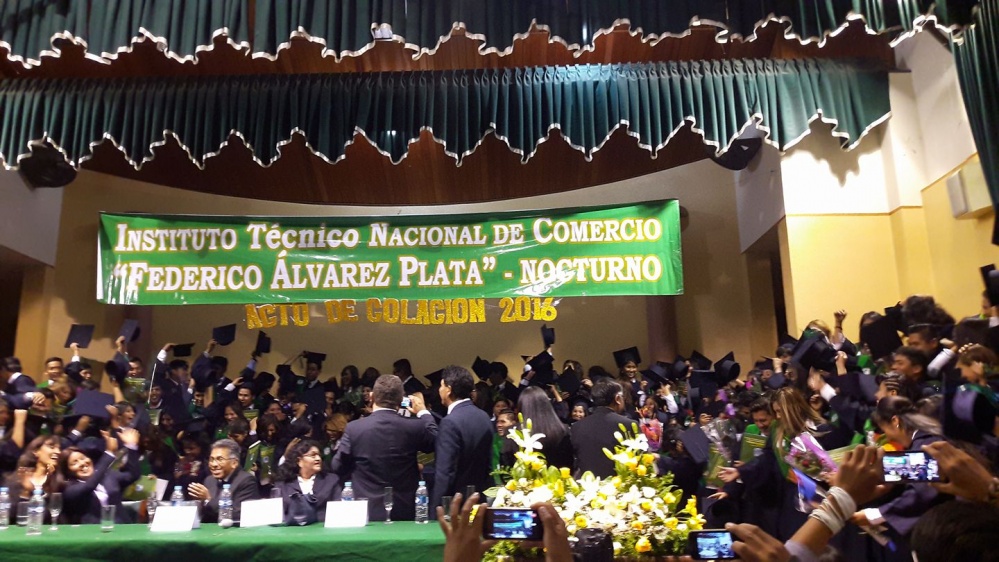 INSTITUTO TéCNICO NACIONAL DE COMERCIO
"FEDERICO ÁLVAREZ PLATA" - NOCTURNO
ACTO DE COLACION 2016